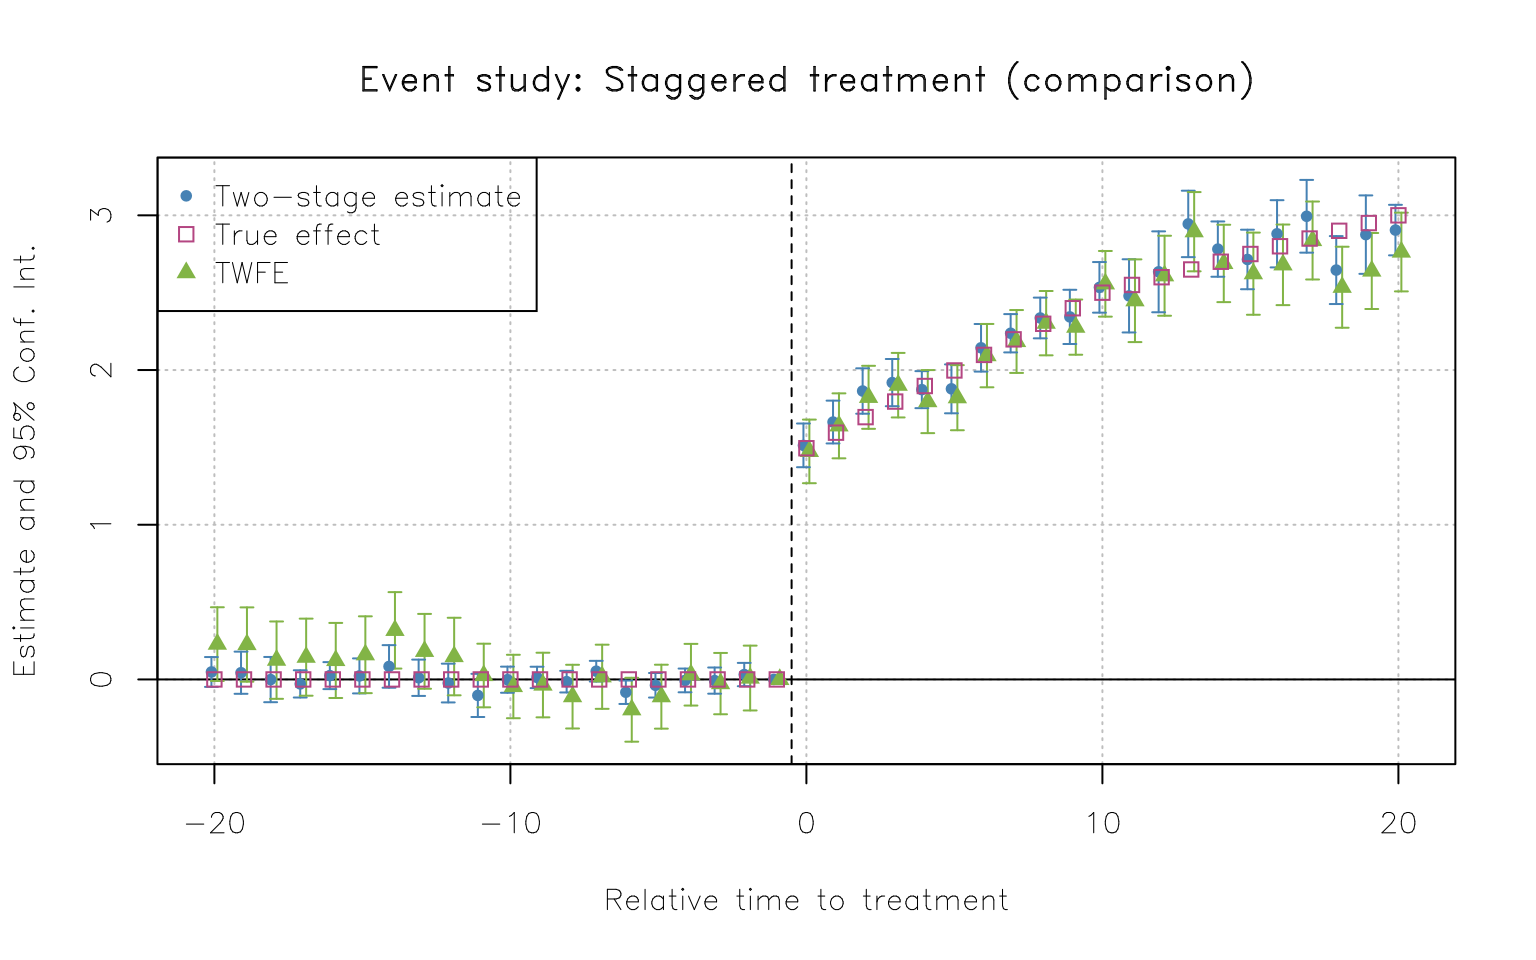 Event study: Staggered treatment (comparison)
Two-stage estimate
True effect
TWFE
Estimate and 95% Conf. Int.
3
2
1
0
-20
-10
0
10
20
Relative time to treatment